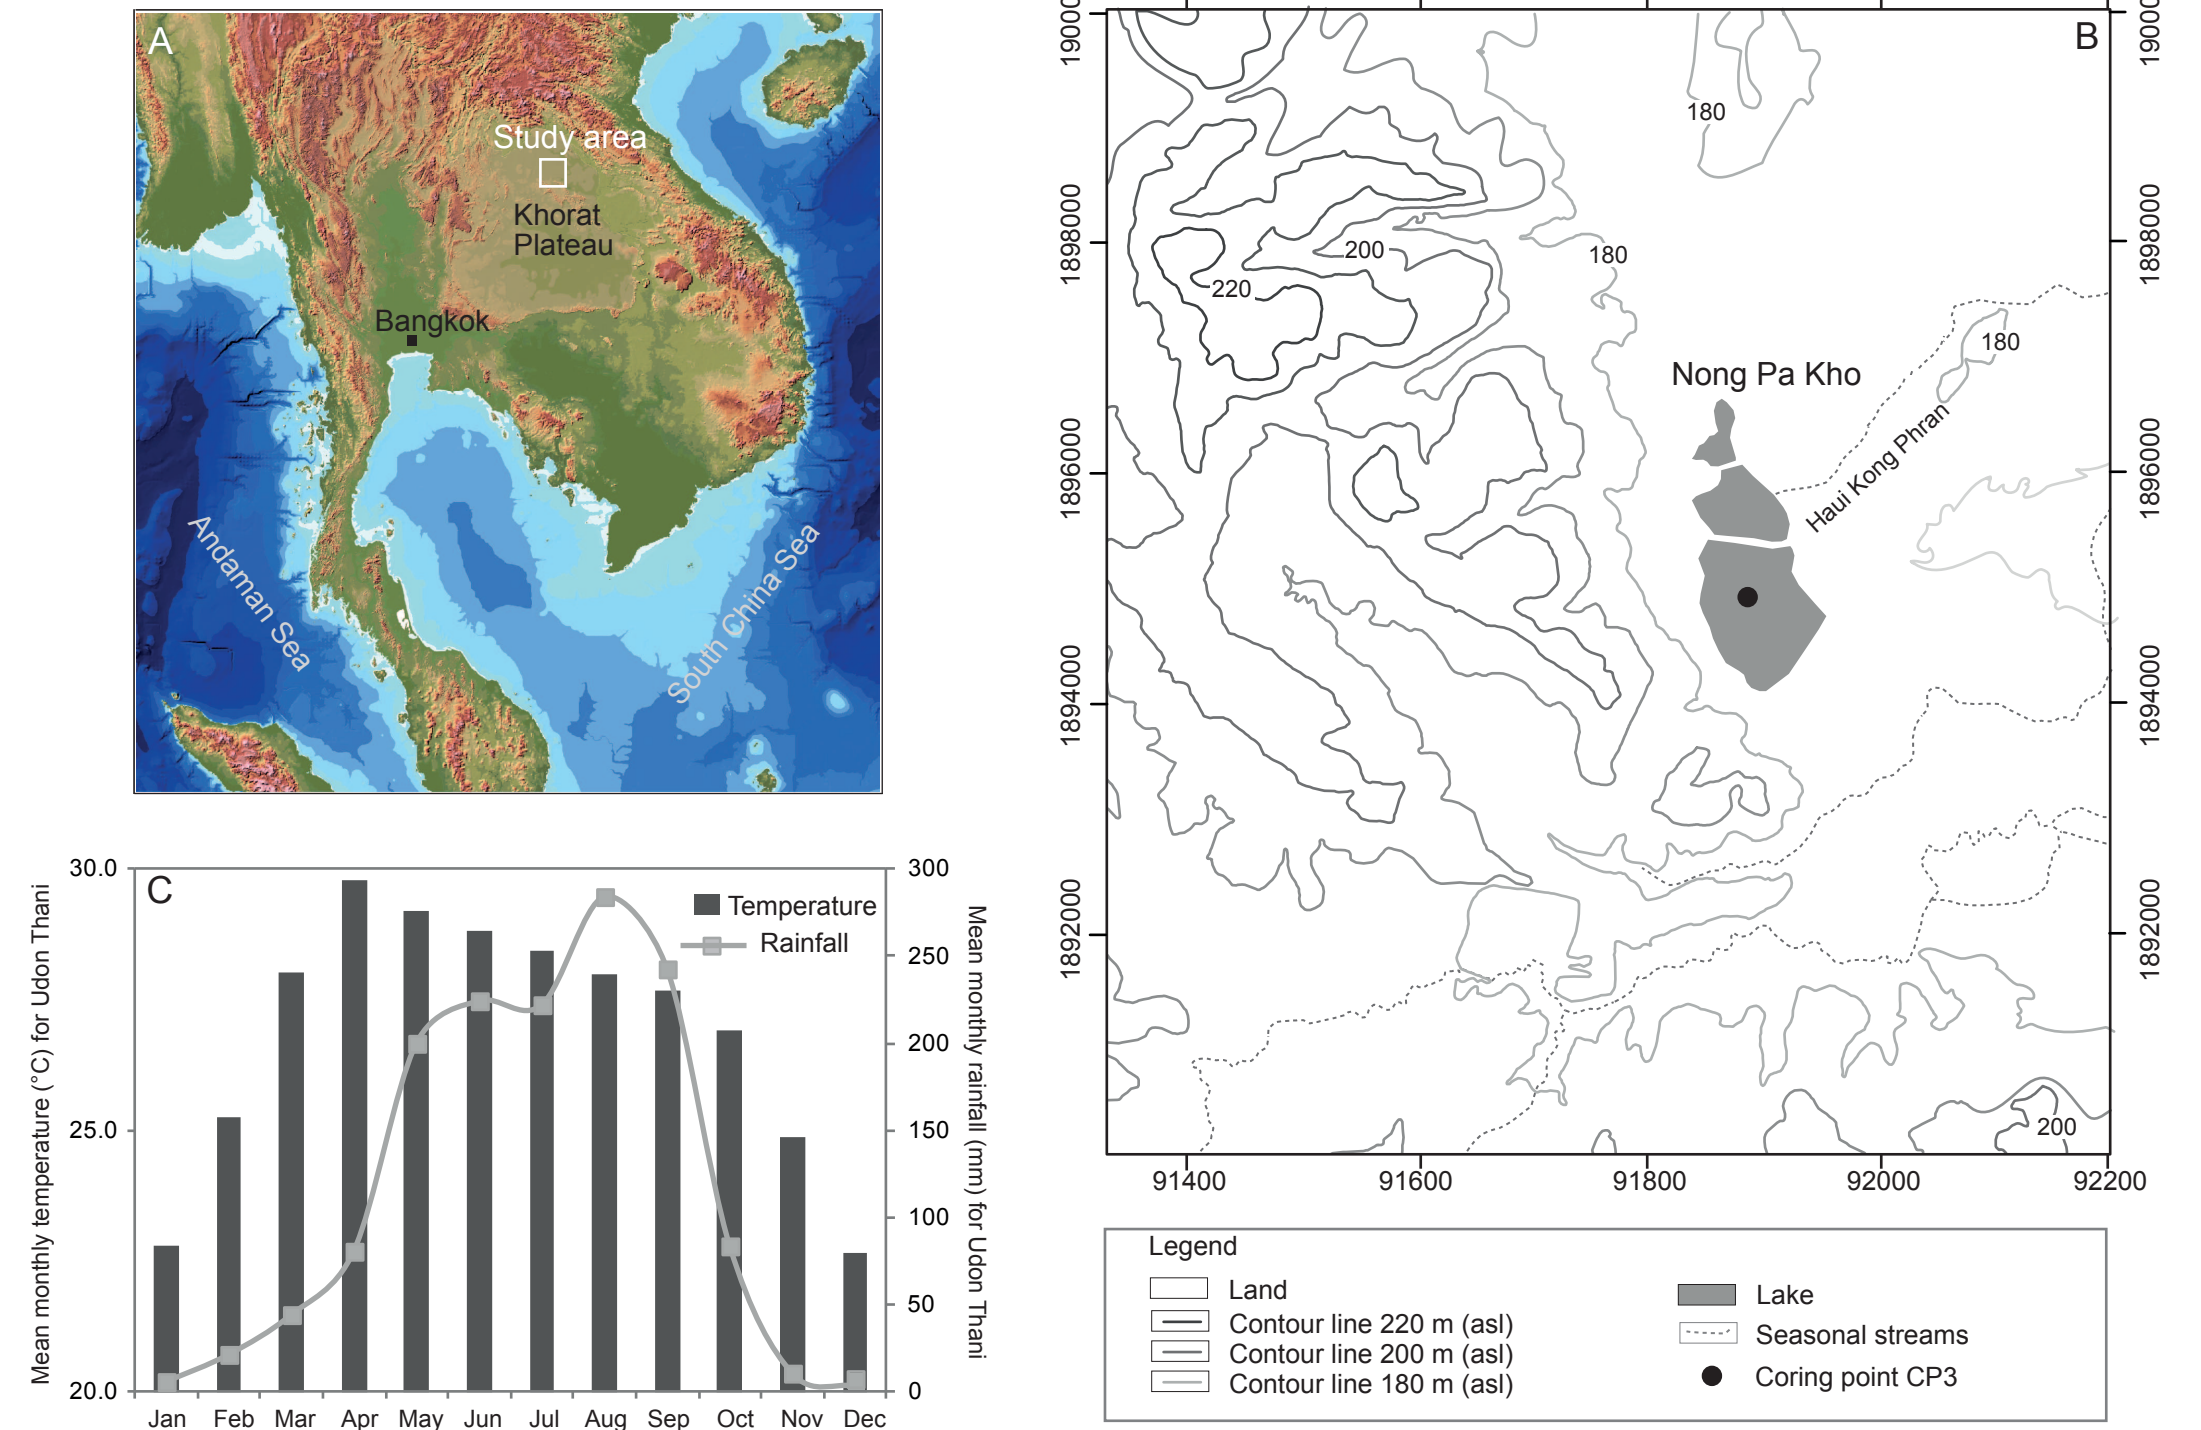 A
Study area
Khorat
Plateau
Bangkok
Andaman Sea
South China Sea
B
19000
19000
180
1898000
1898000
200
180
220
180
Nong Pa Kho
Haui Kong Phran
1896000
1896000
1894000
1894000
1892000
1892000
200
91400
91600
91800
92000
92200
Legend
Land
Contour line 220 m (asl)
Contour line 200 m (asl)
Contour line 180 m (asl)
Lake
Seasonal streams
Coring point CP3
C
Temperature
Rainfall
Mean monthly temperature (°C) for Udon Thani
30.0
25.0
20.0
Mean monthly rainfall (mm) for Udon Thani
300
250
200
150
100
50
0
Jan Feb Mar Apr May Jun Jul Aug Sep Oct Nov Dec